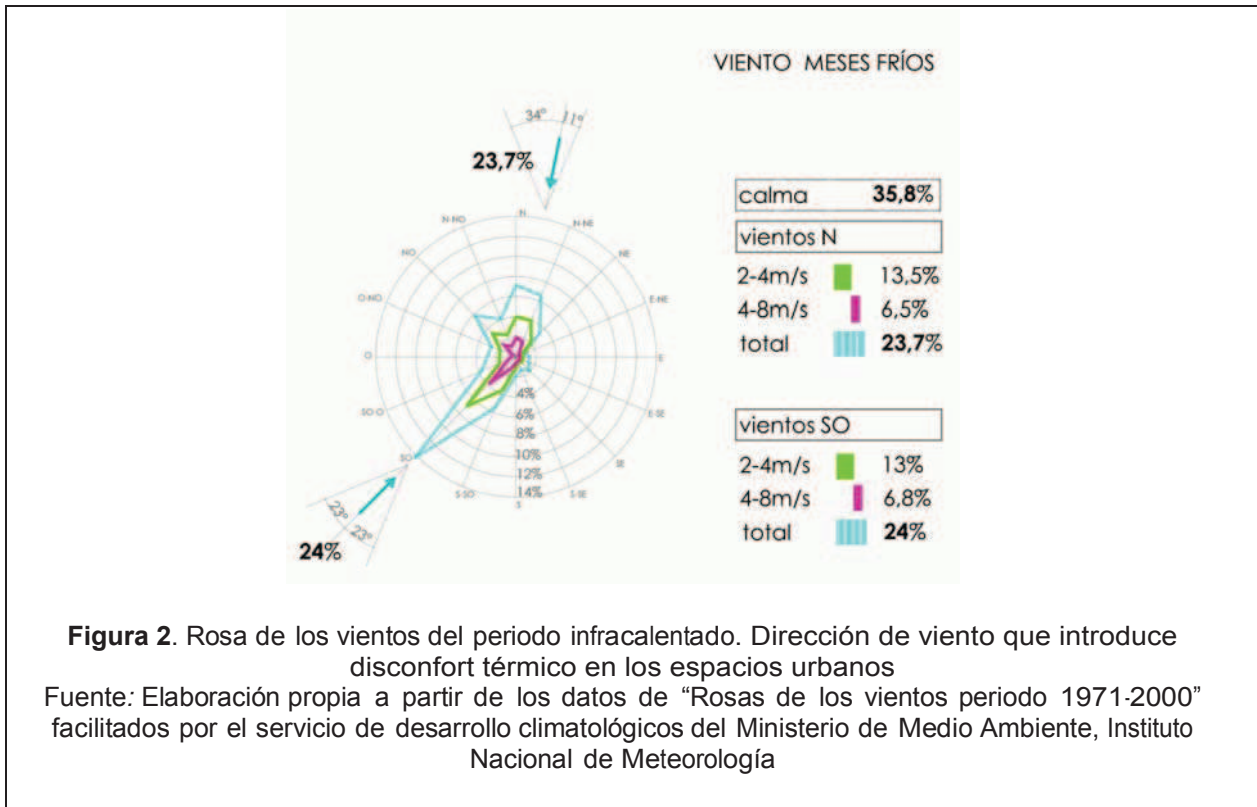 VIENTO MESES FRÍOS
34º 11º
23,7%
N
N-NO N-NE
NO NE
O-NO E-NE
O E
SO-O E-SE
SO SE
S-SO S-SE
S
4%
6%
8%
10%
12%
14%
23º
23º
24%
calma 35,8%
vientos N
2-4m/s 13,5%
4-8m/s 6,5%
total 23,7%
vientos SO
2-4m/s 13%
4-8m/s 6,8%
total 24%
Figura 2. Rosa de los vientos del periodo infracalentado. Dirección de viento que introduce
disconfort térmico en los espacios urbanos
Fuente: Elaboración propia a partir de los datos de “Rosas de los vientos periodo 1971-2000”
facilitados por el servicio de desarrollo climatológicos del Ministerio de Medio Ambiente, Instituto
Nacional de Meteorología